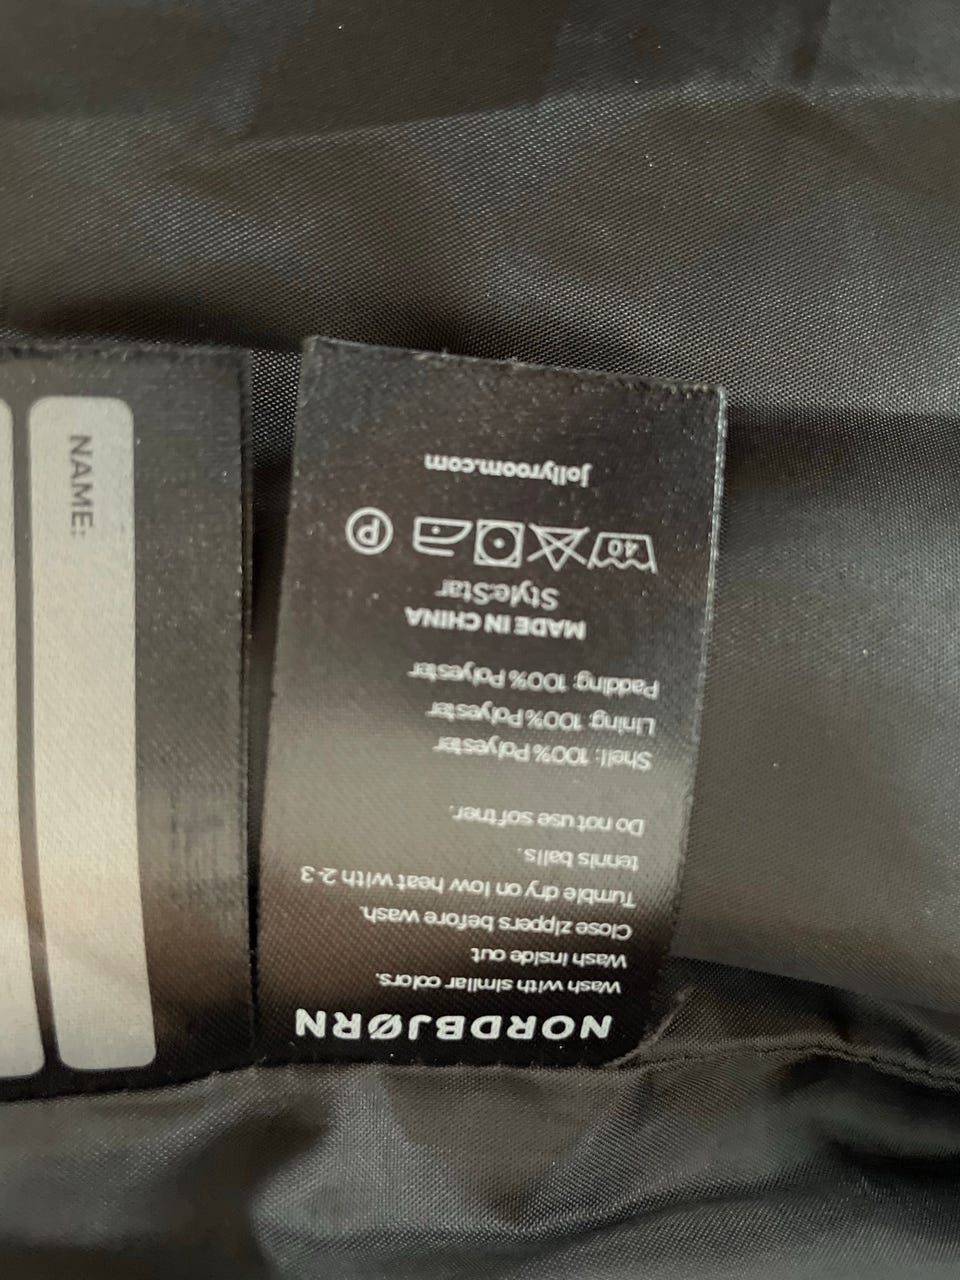 NORDBJØRN
Wash with similar colors.
Wash inside out
Close zippers before wash.
Tumble dry on low heat with 2-3
tennis balls.
Do not use softner.
Shell: 100% Polyester
Lining: 100% Polyester
Padding: 100% Polyester
MADE IN CHINA
Style:Star
40 P
jollyroom.com
NAME: